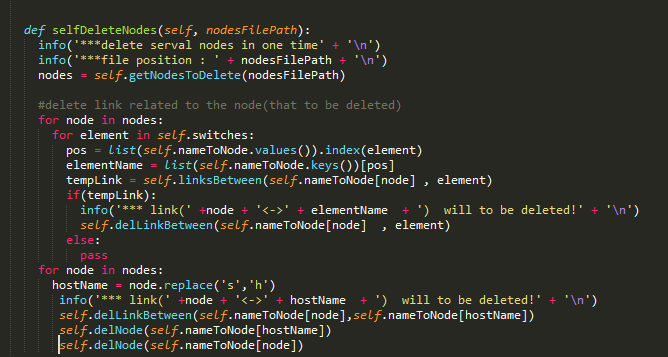 def selfDeleteNodes(self, nodesFilePath):
info('***delete serval nodes in one time' + '\n')
info('***file position : ' + nodesFilePath + '\n')
nodes = self.getNodesToDelete(nodesFilePath)
#delete link related to the node(that to be deleted)
for node in nodes:
for element in self.switches:
pos = list(self.nameToNode.values()).index(element)
elementName = list(self.nameToNode.keys())[pos]
tempLink = self.linksBetween(self.nameToNode[node] , element)
if(tempLink):
info('*** link(' +node + '<->' + elementName  + ')  will to be deleted!' + '\n')
self.delLinkBetween(self.nameToNode[node]  , element)
else:
pass
for node in nodes:
hostName = node.replace('s','h')
info('*** link(' +node + '<->' + hostName  + ')  will to be deleted!' + '\n')
self.delLinkBetween(self.nameToNode[node],self.nameToNode[hostName])
self.delNode(self.nameToNode[hostName])
self.delNode(self.nameToNode[node])